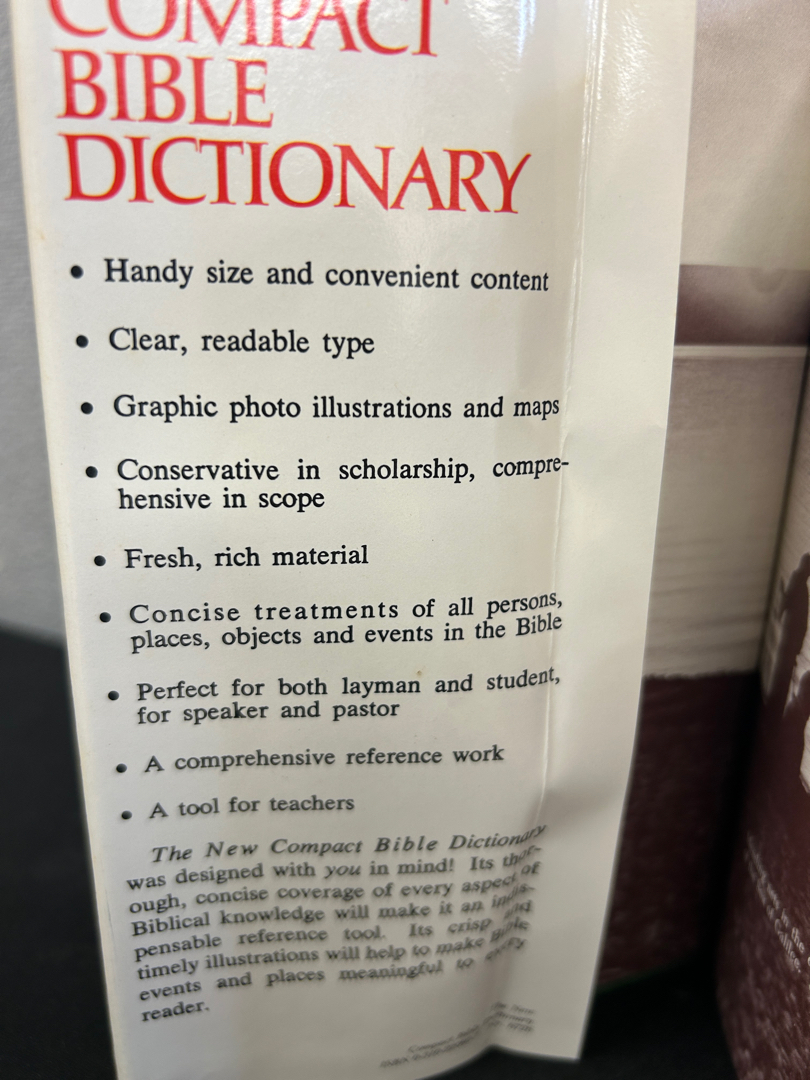 COMPACT
BIBLE
DICTIONARY
• Handy size and convenient content
• Clear, readable type
• Graphic photo illustrations and maps
• Conservative in scholarship, compre-
hensive in scope
• Fresh, rich material
• Concise treatments of all persons,
places, objects and events in the Bible
• Perfect for both layman and student,
for speaker and pastor
• A comprehensive reference work
• A tool for teachers
The New Compact Bible Dictionary
was designed with you in mind! Its thor-
ough, concise coverage of every aspect of
Biblical knowledge will make it an indis-
pensable reference tool. Its crisp and
timely illustrations will help to make Bible
events and places meaningful to every
reader.